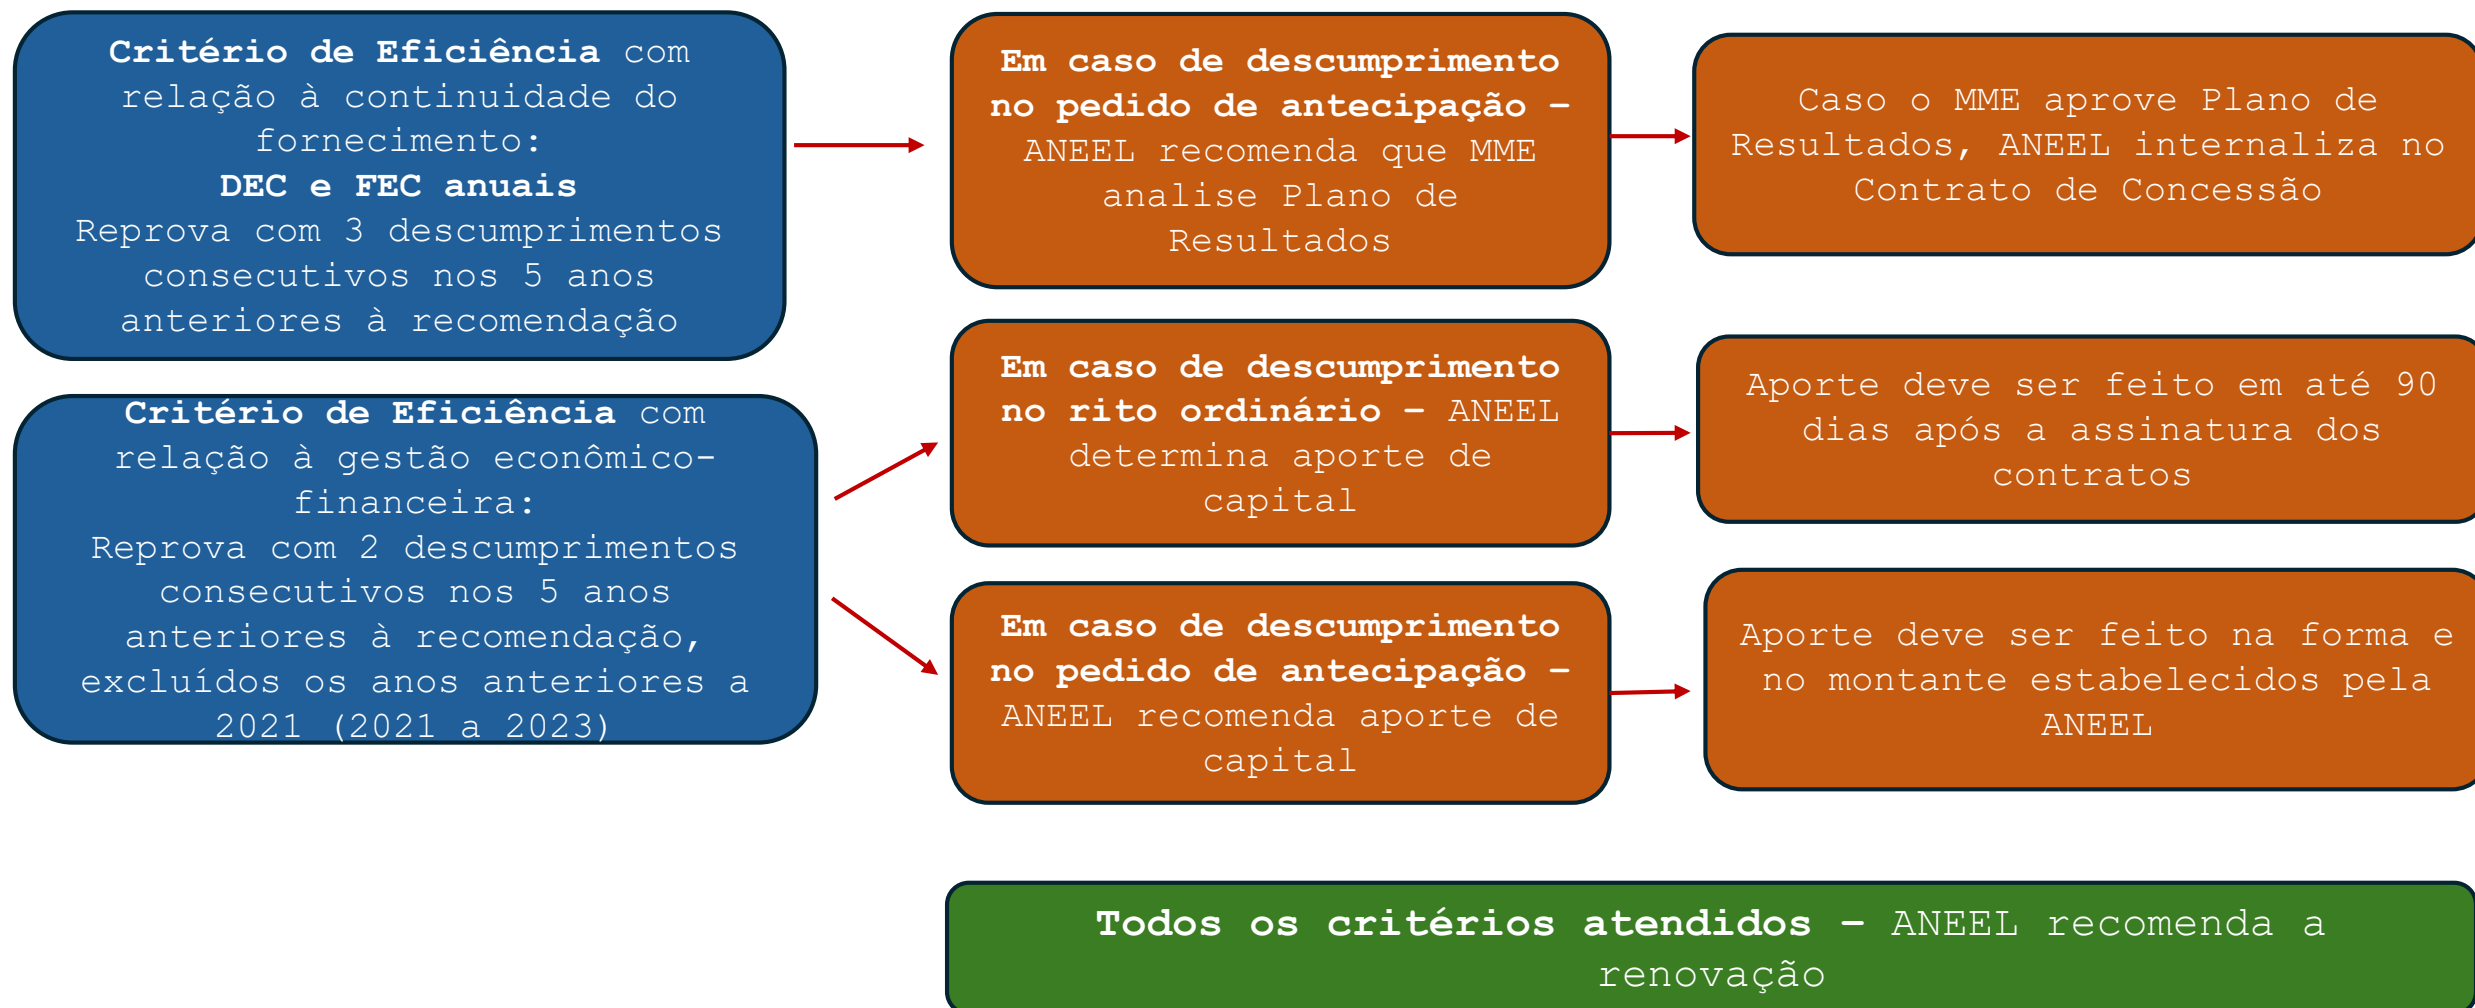 Critério de Eficiência com
relação à continuidade do
fornecimento:
DEC e FEC anuais
Reprova com 3 descumprimentos
consecutivos nos 5 anos
anteriores à recomendação
Em caso de descumprimento
no pedido de antecipação –
ANEEL recomenda que MME
analise Plano de
Resultados
Caso o MME aprove Plano de
Resultados, ANEEL internaliza no
Contrato de Concessão
Critério de Eficiência com
relação à gestão econômico-
financeira:
Reprova com 2 descumprimentos
consecutivos nos 5 anos
anteriores à recomendação,
excluídos os anos anteriores a
2021 (2021 a 2023)
Em caso de descumprimento
no rito ordinário – ANEEL
determina aporte de
capital
Aporte deve ser feito em até 90
dias após a assinatura dos
contratos
Em caso de descumprimento
no pedido de antecipação –
ANEEL recomenda aporte de
capital
Aporte deve ser feito na forma e
no montante estabelecidos pela
ANEEL
Todos os critérios atendidos – ANEEL recomenda a
renovação